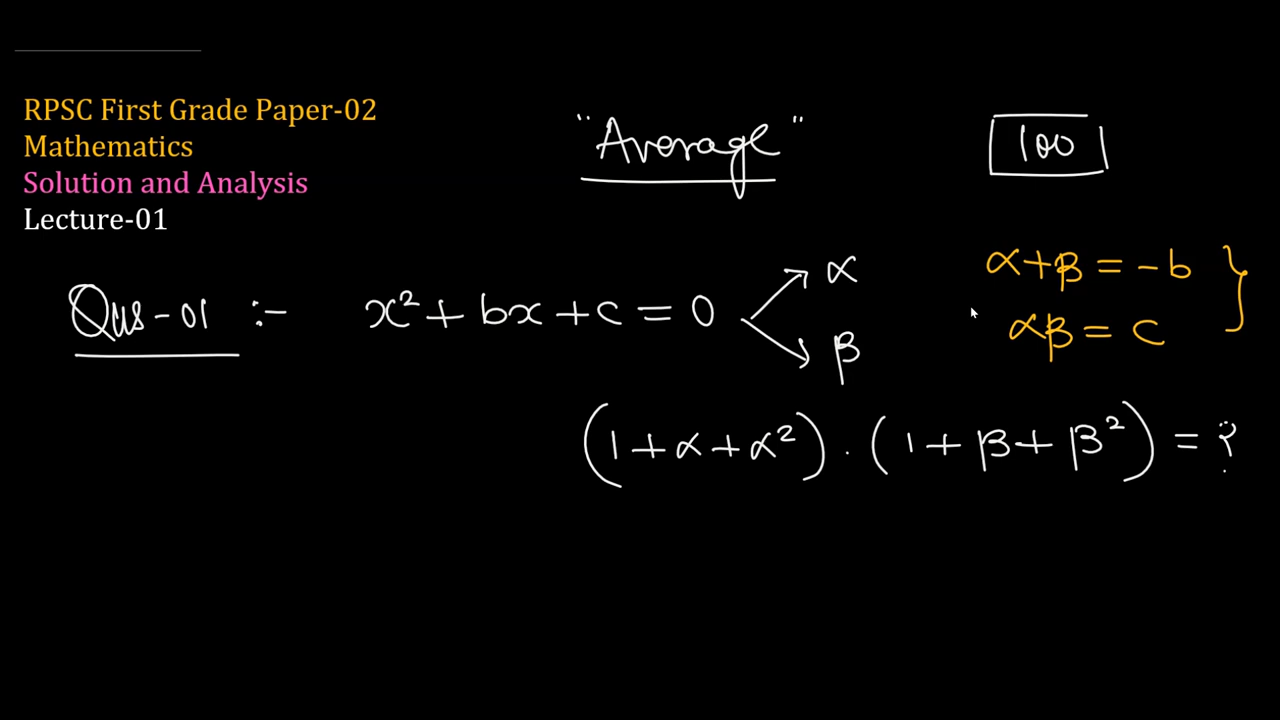 RPSC First Grade Paper-02
Mathematics
Solution and Analysis
Lecture-01
"Average"
100
Qus-01 :- x² + bx + c = 0
α
β
α+β = -b
αβ = c
(1+α+α²) . (1+β+β²) = ?